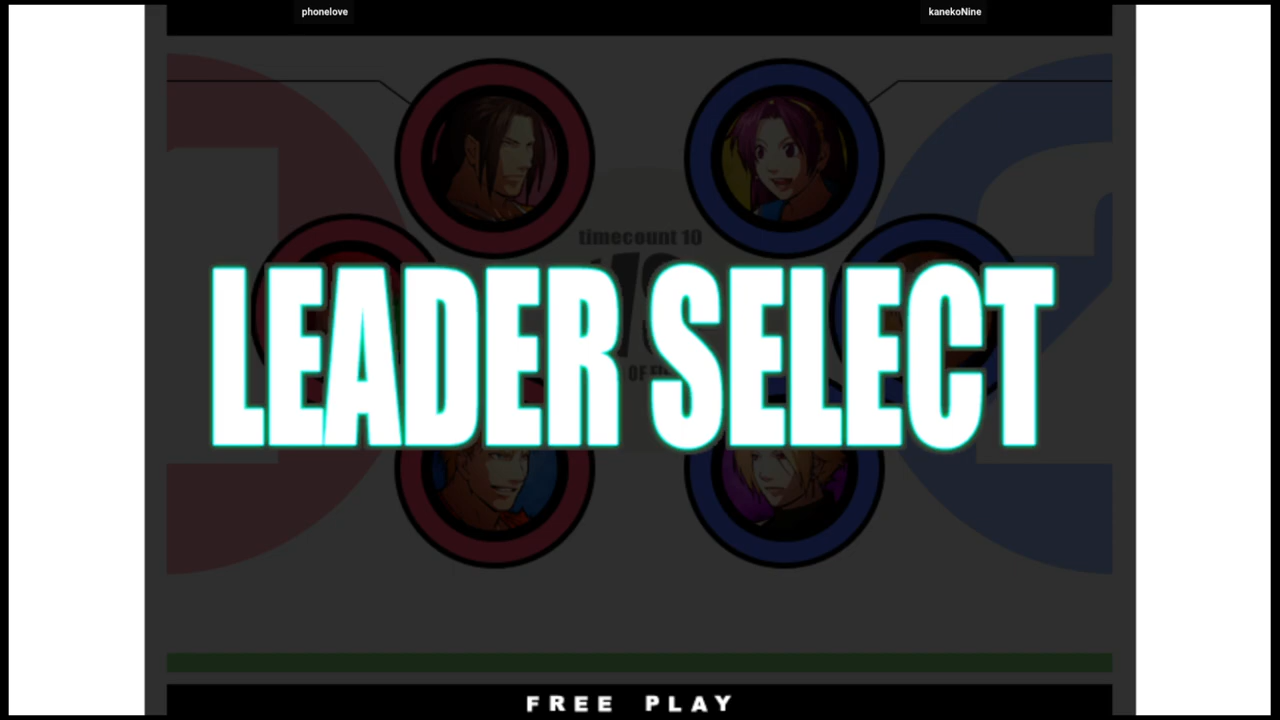 phonelove
kanekoNine
timecount 10
LEADER SELECT
FREE PLAY